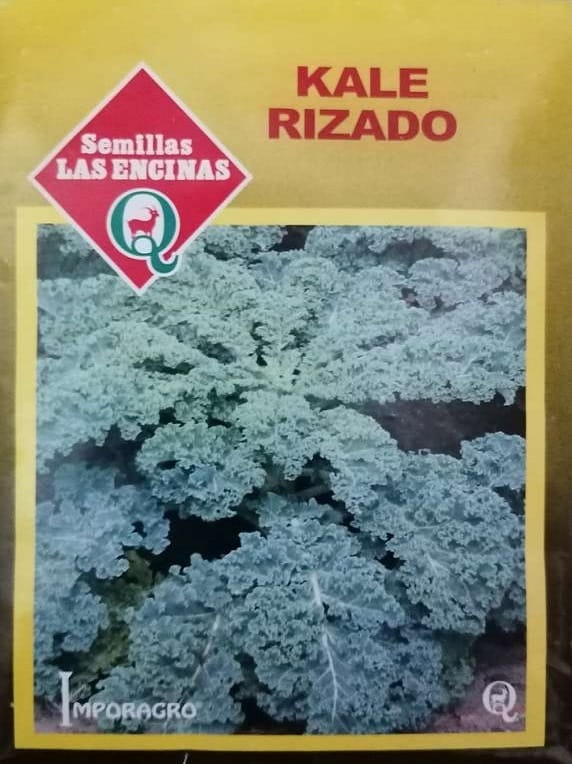 KALE
RIZADO
Semillas
LAS ENCINAS
Q
IMPORAGRO
Q